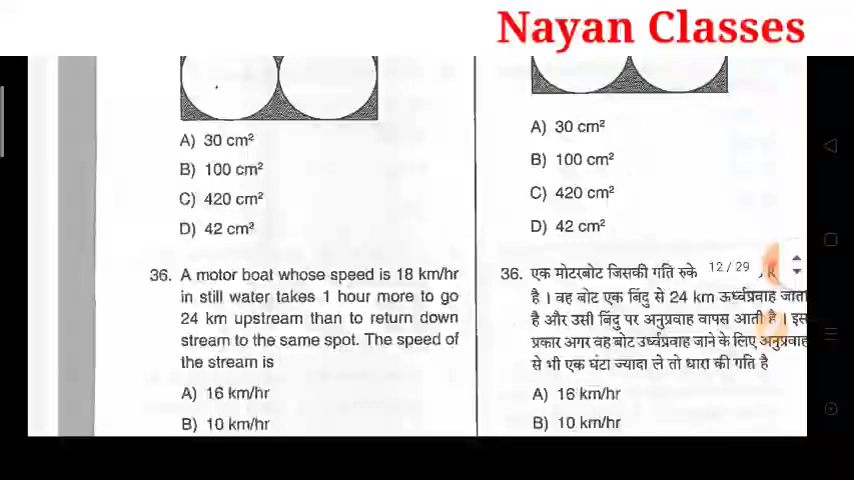 Nayan Classes
A) 30 cm²
B) 100 cm²
C) 420 cm²
D) 42 cm²
36. A motor boat whose speed is 18 km/hr
in still water takes 1 hour more to go
24 km upstream than to return down
stream to the same spot. The speed of
the stream is
A) 16 km/hr
B) 10 km/hr
A) 30 cm²
B) 100 cm²
C) 420 cm²
D) 42 cm²
36. एक मोटरबोट जिसकी गति रुके
12/29
है । वह बोट एक बिंदु से 24 km ऊर्ध्वप्रवाह जाती
है और उसी बिंदु पर अनुप्रवाह वापस आती है । इस
प्रकार अगर वह बोट उर्ध्वप्रवाह जाने के लिए अनुप्रवाह
से भी एक घंटा ज्यादा ले तो धारा की गति है
A) 16 km/hr
B) 10 km/hr